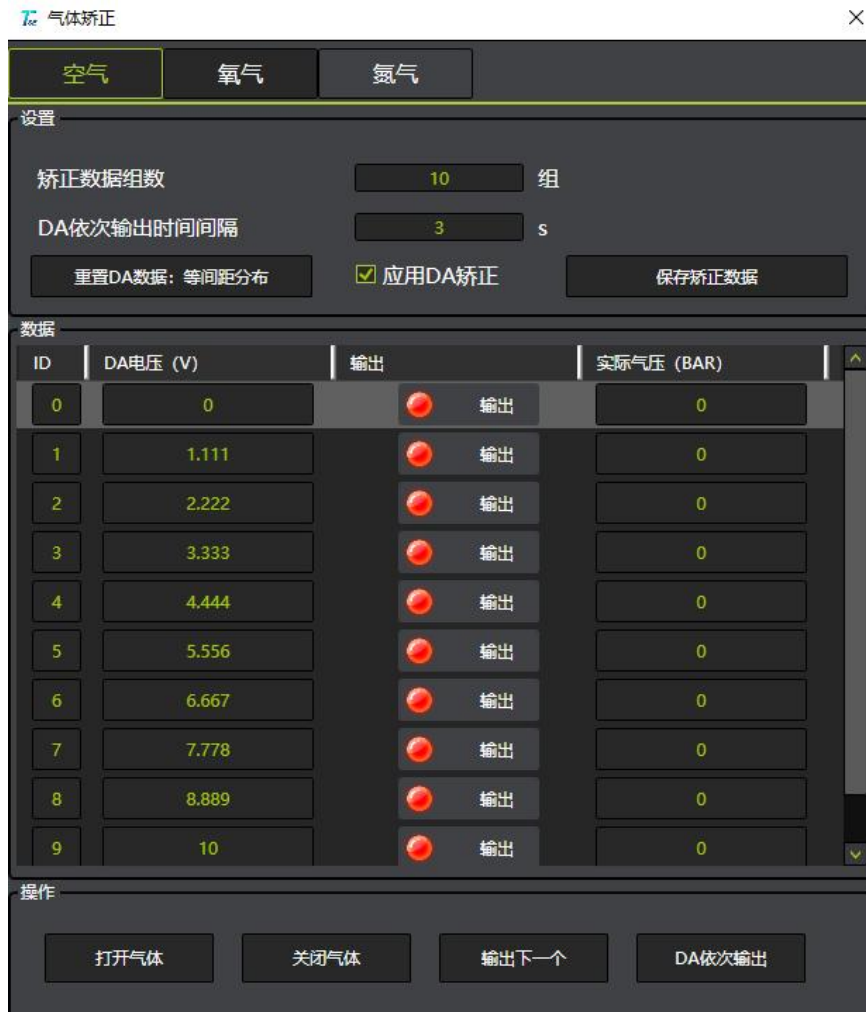 气体矫正
空气 氧气 氮气
设置
矫正数据组数 10 组
DA依次输出时间间隔 3 s
重置DA数据：等间距分布 应用DA矫正 保存矫正数据
数据
ID DA电压（V） 输出 实际气压（BAR）
0 0 输出 0
1 1.111 输出 0
2 2.222 输出 0
3 3.333 输出 0
4 4.444 输出 0
5 5.556 输出 0
6 6.667 输出 0
7 7.778 输出 0
8 8.889 输出 0
9 10 输出 0
操作
打开气体 关闭气体 输出下一个 DA依次输出